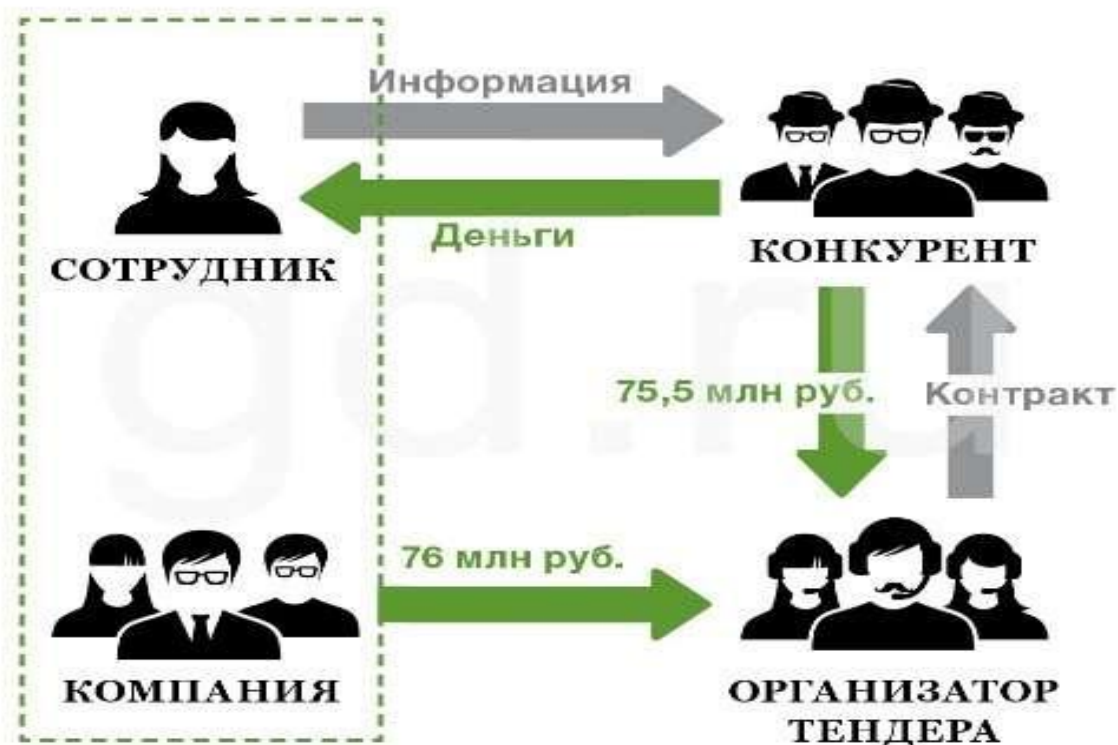 Информация
Деньги
СОТРУДНИК
КОНКУРЕНТ
75,5 млн руб.
Контракт
76 млн руб.
КОМПАНИЯ
ОРГАНИЗАТОР
ТЕНДЕРА
gd.ru